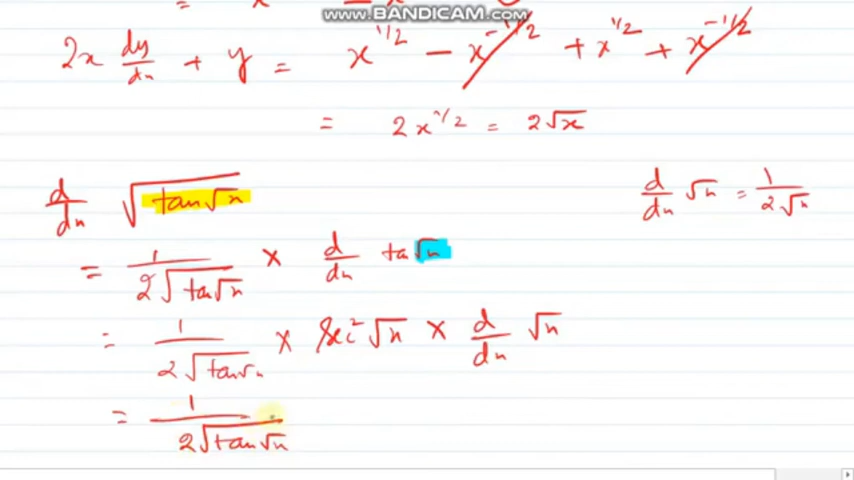 www.BANDICAM.com
= x - x
2x dy/dx + y = x^1/2 - x^-1/2 + x^1/2 + x^-1/2
= 2x^1/2 = 2√x
d/dx √(tan√x)
d/dx √x = 1/2√x
= 1/2√(tan√x) × d/dx tan√x
= 1/2√(tan√x) × Sec² √x × d/dx √x
= 1/2√(tan√x)